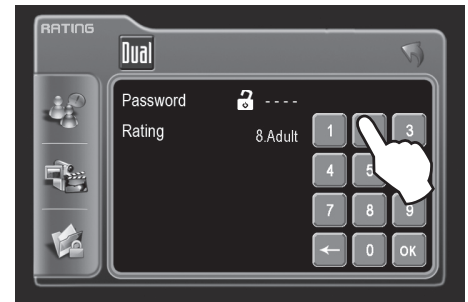 RATING
Dual
Password - - - -
Rating 8.Adult
1 3
4 5
7 8 9
← 0 OK